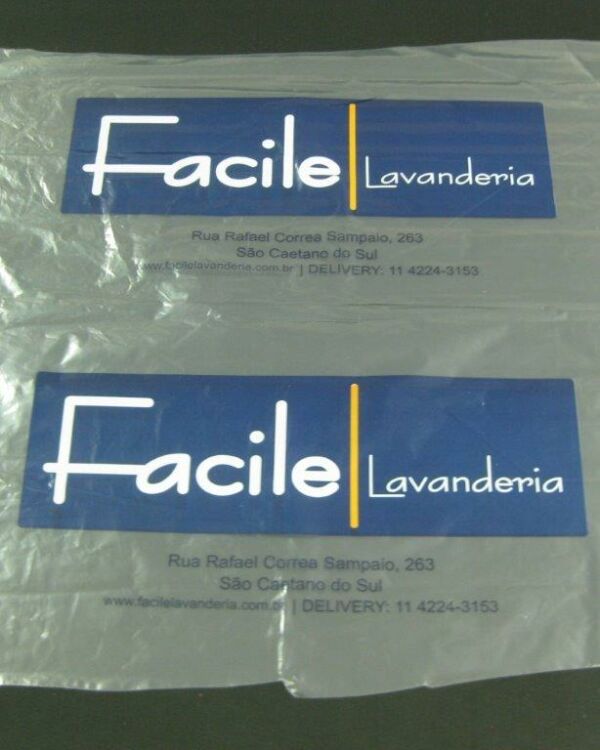 Facile Lavanderia
Rua Rafael Correa Sampaio, 263
São Caetano do Sul
www.facilelavanderia.com.br | DELIVERY: 11 4224-3153
Facile Lavanderia
Rua Rafael Correa Sampaio, 263
São Caetano do Sul
www.facilelavanderia.com.br | DELIVERY: 11 4224-3153